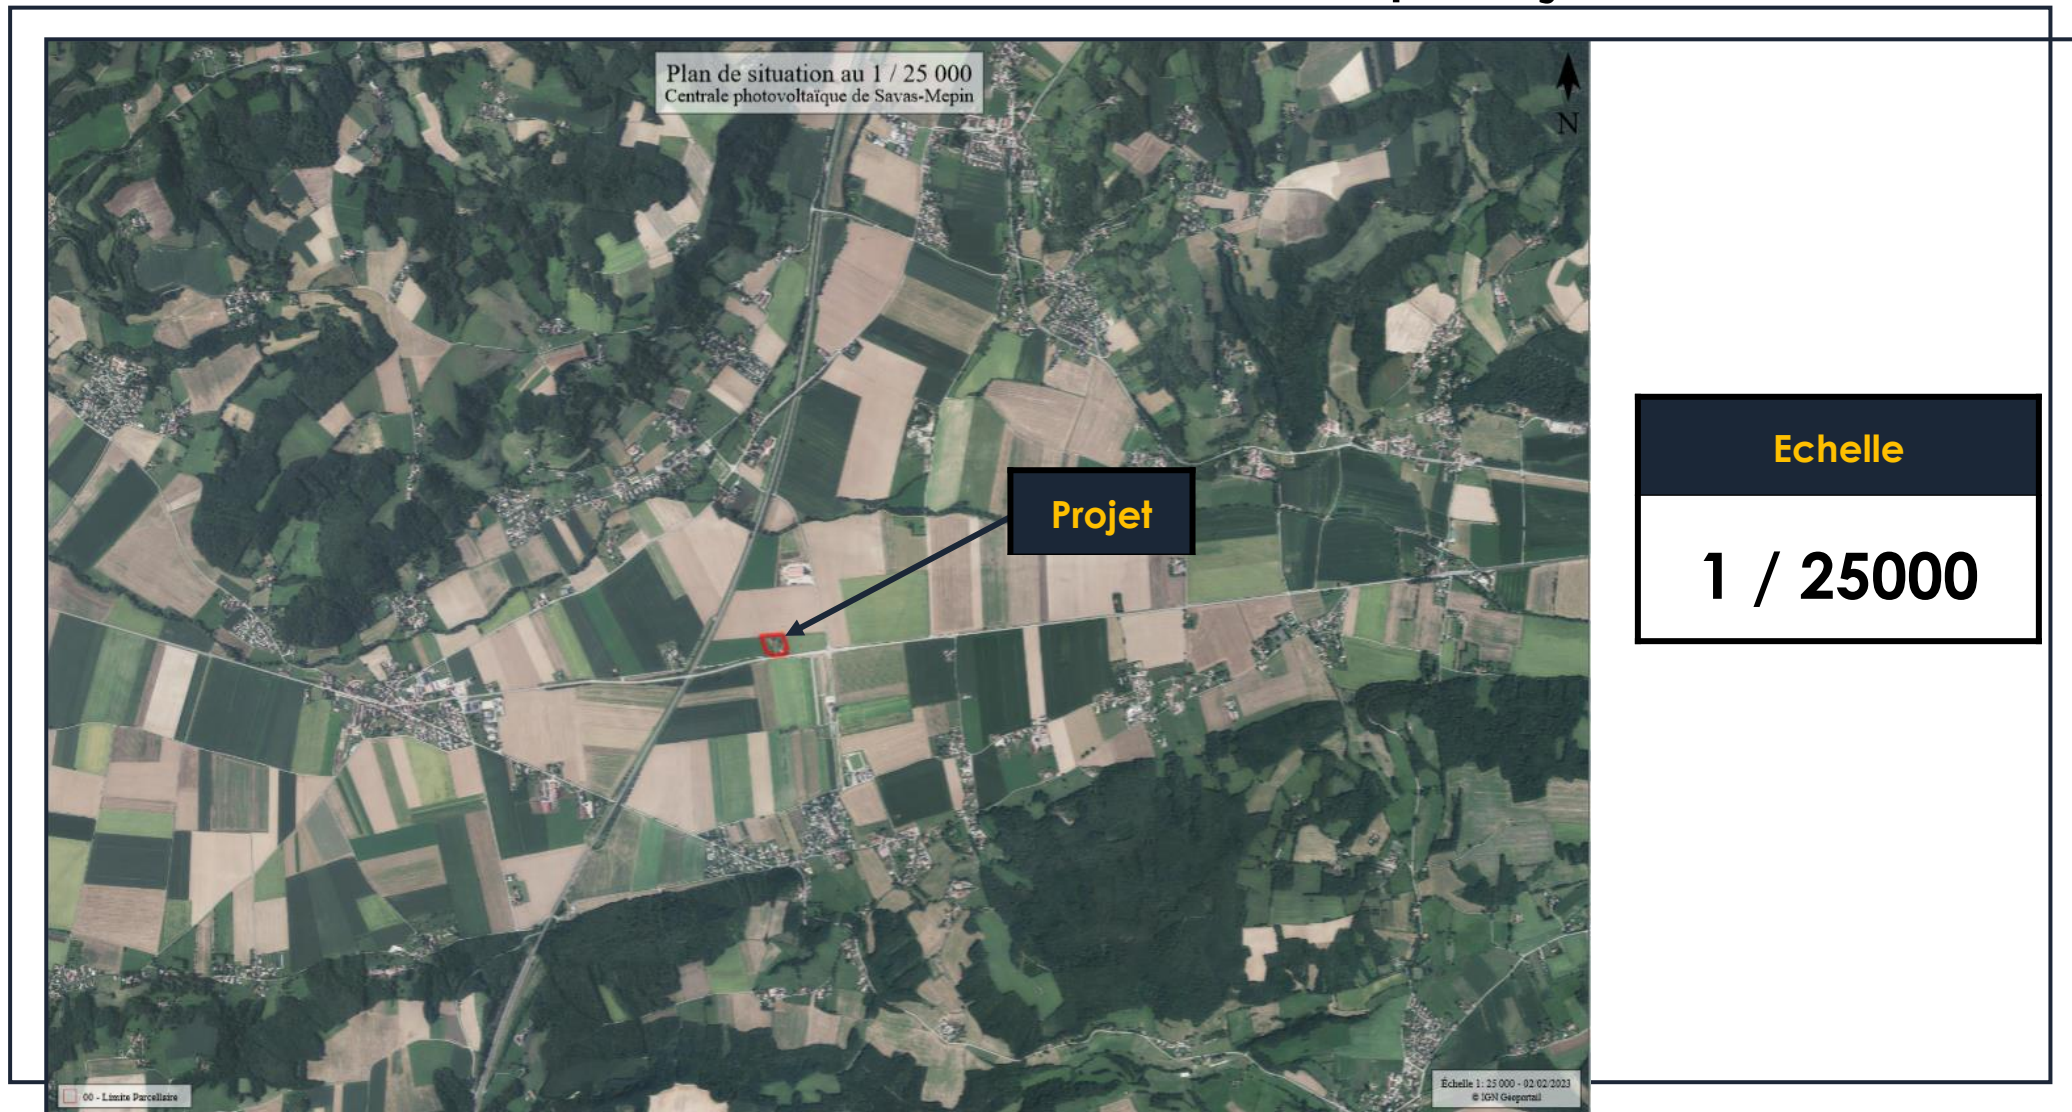 Plan de situation au 1 / 25 000
Centrale photovoltaïque de Savas-Mepin
N
Projet
Echelle
1 / 25000
00 - Limite Parcellaire
Échelle 1: 25 000 - 02/02/2023
© IGN Geoportail